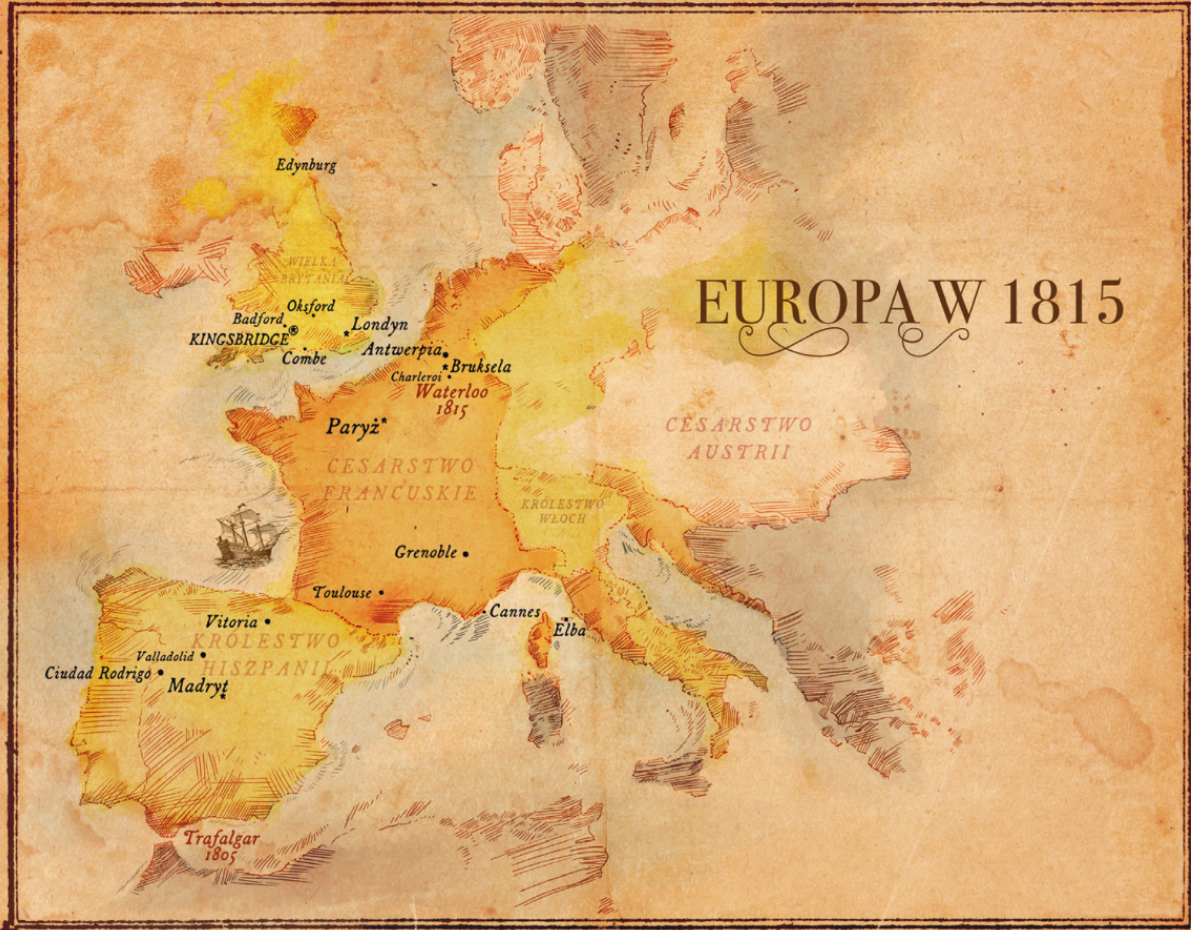 Edynburg
WIELKA
BRYTANIA
EUROPA W 1815
Oksford
Badford
Londyn
KINGSBRIDGE
Combe
Antwerpia
Bruksela
Charleroi
Waterloo
1815
Paryż
CESARSTWO
AUSTRII
CESARSTWO
FRANCUSKIE
KRÓLESTWO
WŁOCH
Grenoble
Toulouse
Cannes
Vitoria
Elba
KRÓLESTWO
HISZPANII
Valladolid
Ciudad Rodrigo
Madryt
Trafalgar
1805